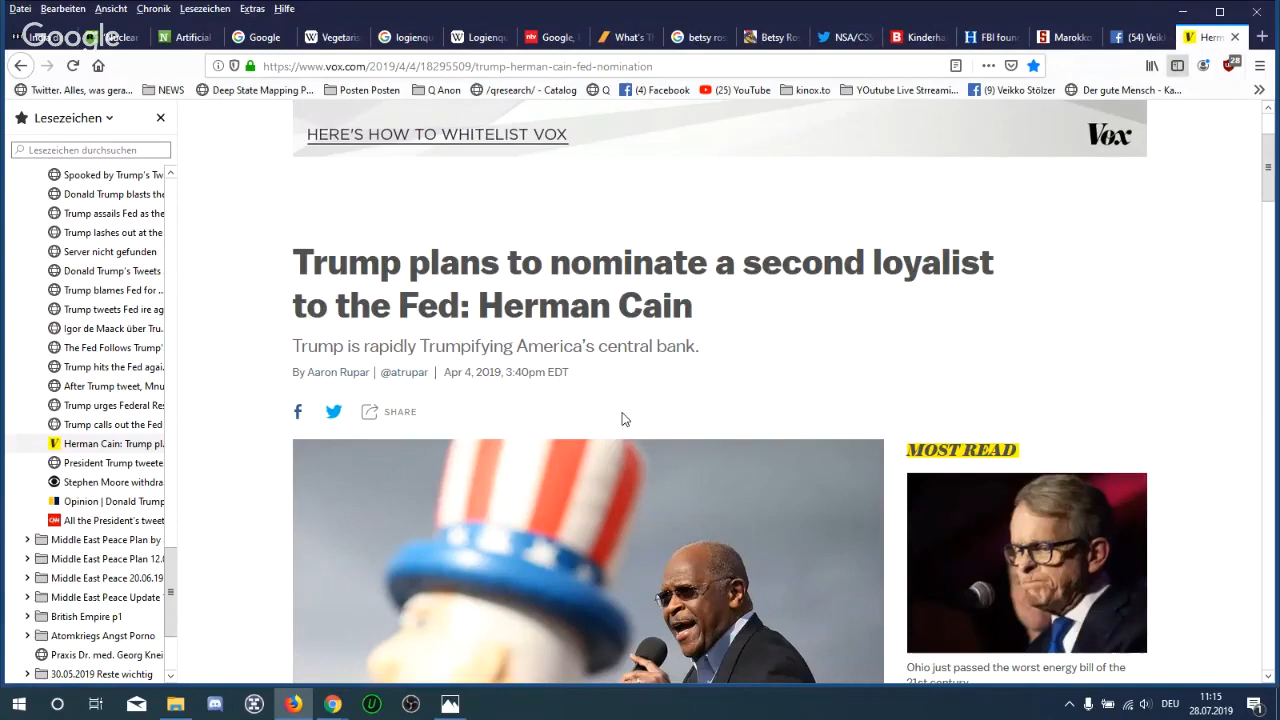 Datei Bearbeiten Ansicht Chronik Lesezeichen Extras Hilfe
Google
Artificial
Google
Vegetaris
logienqu
Logienqu
Google,
What's T
betsy ros
Betsy Ros
NSA/CSS
Kinderha
FBI foun
Marokko
(54) Veikk
Herm
https://www.vox.com/2019/4/4/18295509/trump-herman-cain-fed-nomination
28
Twitter. Alles, was gera...
NEWS
Deep State Mapping P...
Posten Posten
Q Anon
/qresearch/ - Catalog
Q
(4) Facebook
(25) YouTube
kinox.to
YOutube Live Strreami...
(9) Veikko Stölzer
Der gute Mensch - Ka...
Lesezeichen
Lesezeichen durchsuchen
Spooked by Trump's Tw
Donald Trump blasts the
Trump assails Fed as the
Trump lashes out at the
Server nicht gefunden
Donald Trump's Tweets
Trump blames Fed for ..
Trump tweets Fed ire ag
Igor de Maack über Tru.
The Fed Follows Trump'
Trump hits the Fed agai.
After Trump tweet, Mnu
Trump urges Federal Res
Trump calls out the Fed
Herman Cain: Trump pl.
President Trump tweete
Stephen Moore withdra
Opinion | Donald Trump
All the President's tweet
Middle East Peace Plan by
Middle East Peace Plan 12.0
Middle East Peace 20.06.19
Middle East Peace Update
British Empire p1
Atomkriegs Angst Porno
Praxis Dr. med. Georg Knei
30.05.2019 Reste wichtig
HERE'S HOW TO WHITELIST VOX
Vox
Trump plans to nominate a second loyalist
to the Fed: Herman Cain
Trump is rapidly Trumpifying America's central bank.
By Aaron Rupar | @atrupar | Apr 4, 2019, 3:40pm EDT
SHARE
MOST READ
Ohio just passed the worst energy bill of the
21st century
DEU
11:15
28.07.2019